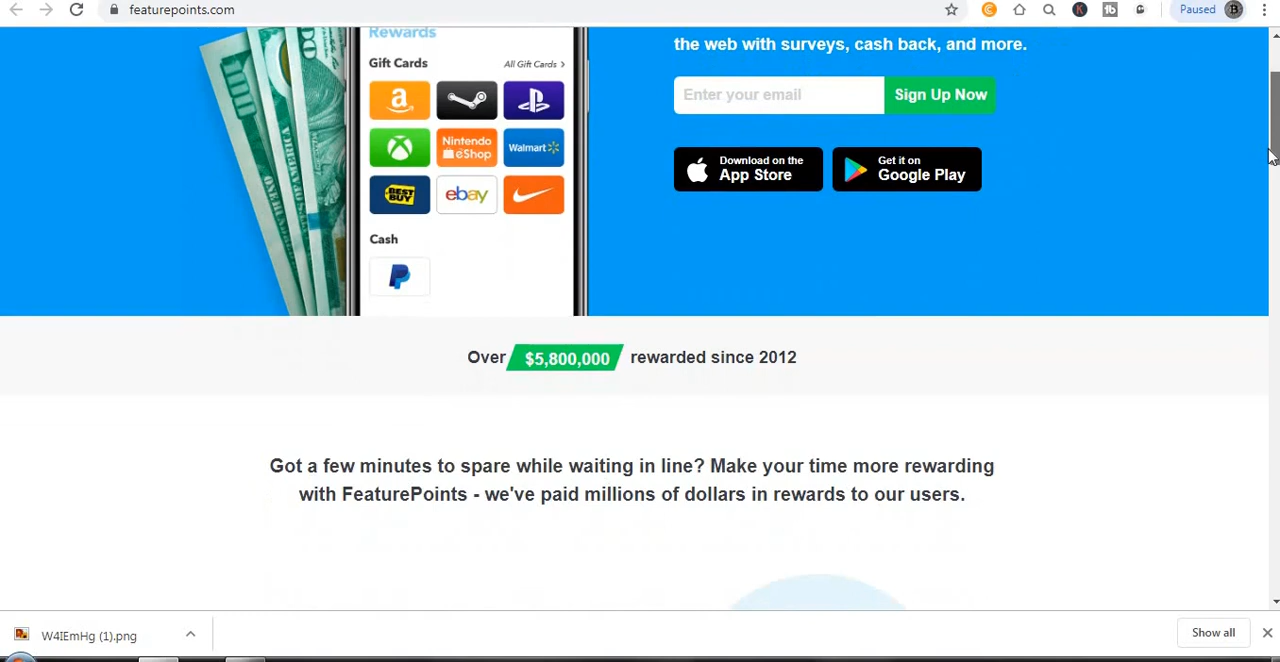 featurepoints.com
Paused
Rewards
Gift Cards
All Gift Cards >
a
Nintendo
eShop
Walmart
BEST
BUY
ebay
Cash
the web with surveys, cash back, and more.
Enter your email
Sign Up Now
Download on the
App Store
Get it on
Google Play
Over $5,800,000 rewarded since 2012
Got a few minutes to spare while waiting in line? Make your time more rewarding
with FeaturePoints - we've paid millions of dollars in rewards to our users.
W4IEmHg (1).png
Show all